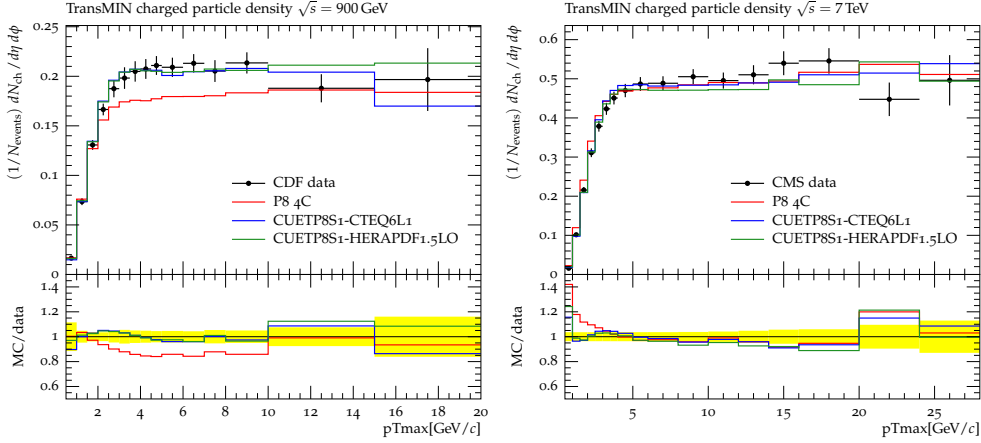 TransMIN charged particle density √s = 900 GeV
(1/N_events) dN_ch/dη dϕ
0.25
0.2
0.15
0.1
0.05
0
CDF data
P8 4C
CUETP8S1-CTEQ6L1
CUETP8S1-HERAPDF1.5LO
MC/data
1.4
1.2
1
0.8
0.6
2 4 6 8 10 12 14 16 18 20
pTmax[GeV/c]
TransMIN charged particle density √s = 7 TeV
(1/N_events) dN_ch/dη dϕ
0.6
0.5
0.4
0.3
0.2
0.1
0
CMS data
P8 4C
CUETP8S1-CTEQ6L1
CUETP8S1-HERAPDF1.5LO
MC/data
1.4
1.2
1
0.8
0.6
5 10 15 20 25
pTmax[GeV/c]